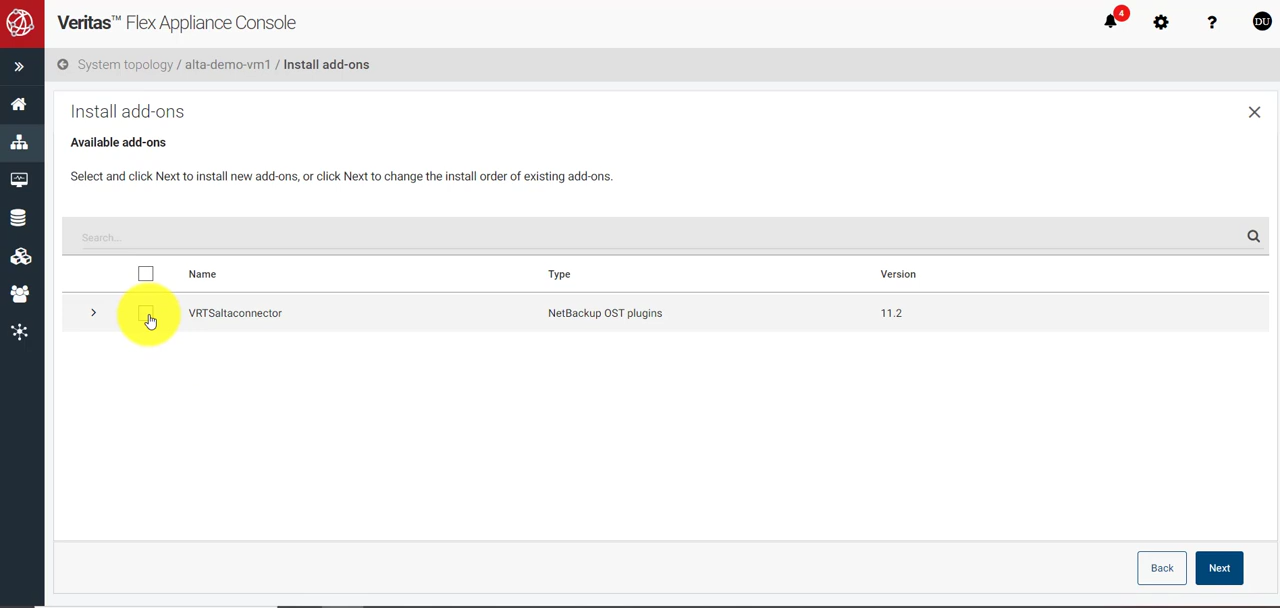 Veritas™ Flex Appliance Console
4
?
DU
System topology / alta-demo-vm1 / Install add-ons
Install add-ons
Available add-ons
Select and click Next to install new add-ons, or click Next to change the install order of existing add-ons.
Search...
Name Type Version
VRTSaltaconnector NetBackup OST plugins 11.2
Back Next